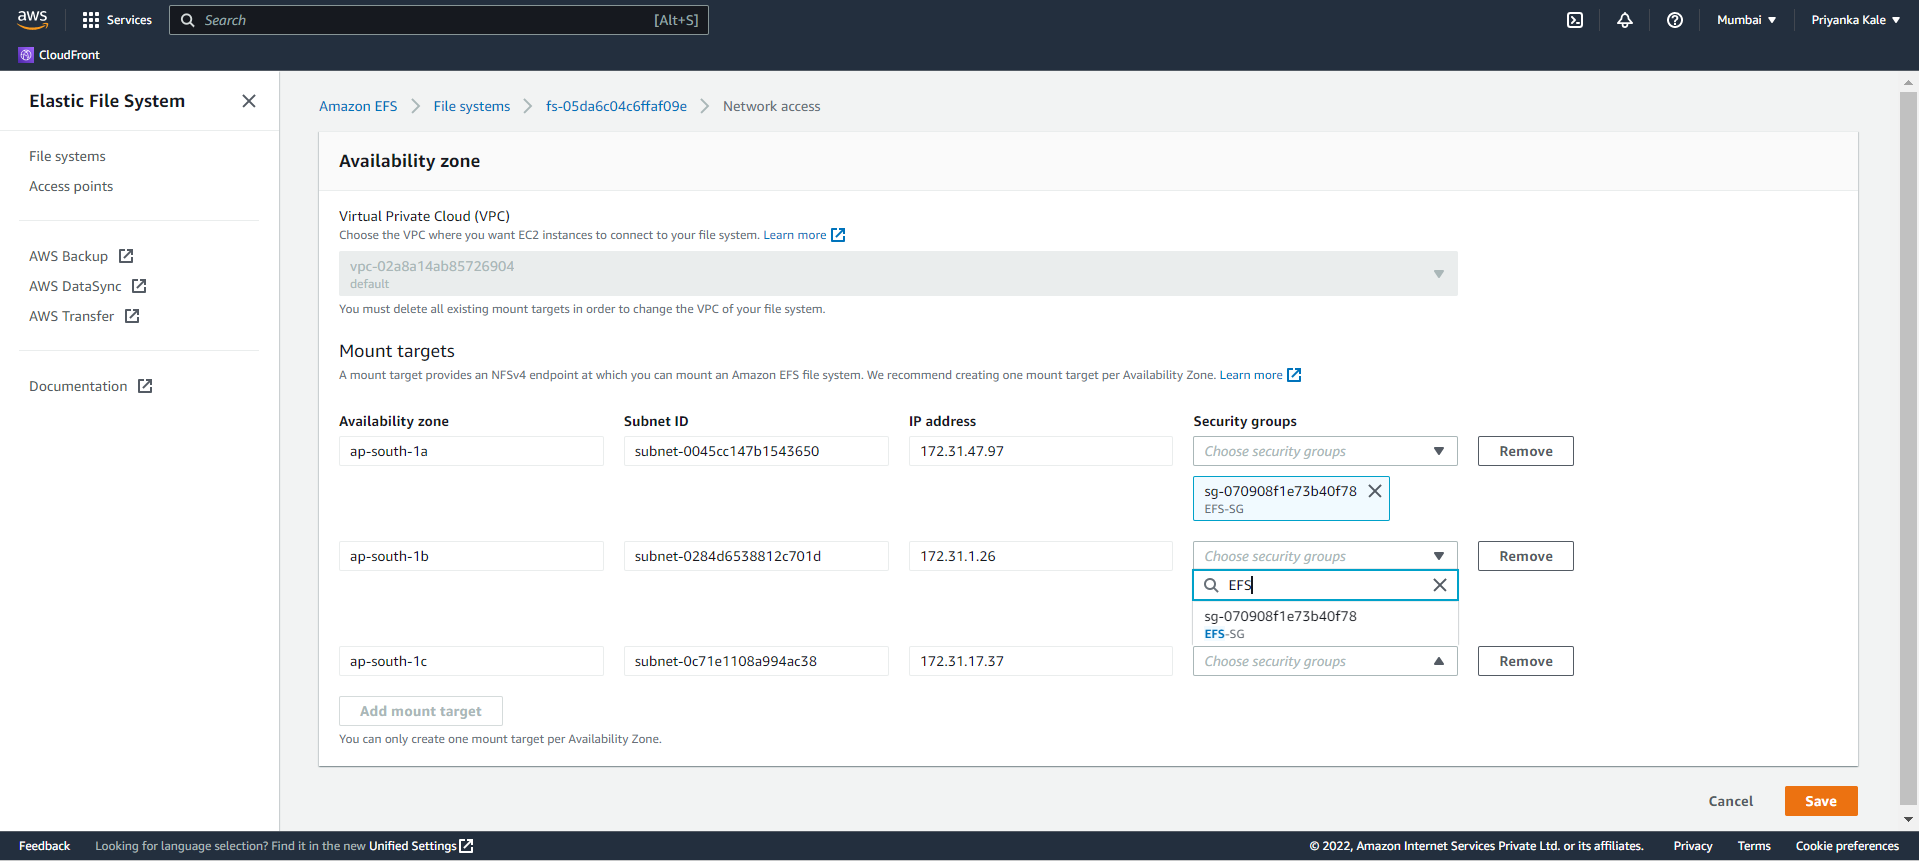 aws
Services
Search
[Alt+S]
Mumbai
Priyanka Kale
CloudFront
Elastic File System
File systems
Access points
AWS Backup
AWS DataSync
AWS Transfer
Documentation
Amazon EFS
File systems
fs-05da6c04c6ffaf09e
Network access
Availability zone
Virtual Private Cloud (VPC)
Choose the VPC where you want EC2 instances to connect to your file system. Learn more
vpc-02a8a14ab85726904
default
You must delete all existing mount targets in order to change the VPC of your file system.
Mount targets
A mount target provides an NFSv4 endpoint at which you can mount an Amazon EFS file system. We recommend creating one mount target per Availability Zone. Learn more
Availability zone Subnet ID IP address Security groups
ap-south-1a subnet-0045cc147b1543650 172.31.47.97 Choose security groups Remove
sg-070908f1e73b40f78
EFS-SG
ap-south-1b subnet-0284d6538812c701d 172.31.1.26 Choose security groups Remove
EFS
sg-070908f1e73b40f78
EFS-SG
ap-south-1c subnet-0c71e1108a994ac38 172.31.17.37 Choose security groups Remove
Add mount target
You can only create one mount target per Availability Zone.
Cancel
Save
Feedback
Looking for language selection? Find it in the new Unified Settings
© 2022, Amazon Internet Services Private Ltd. or its affiliates.
Privacy
Terms
Cookie preferences